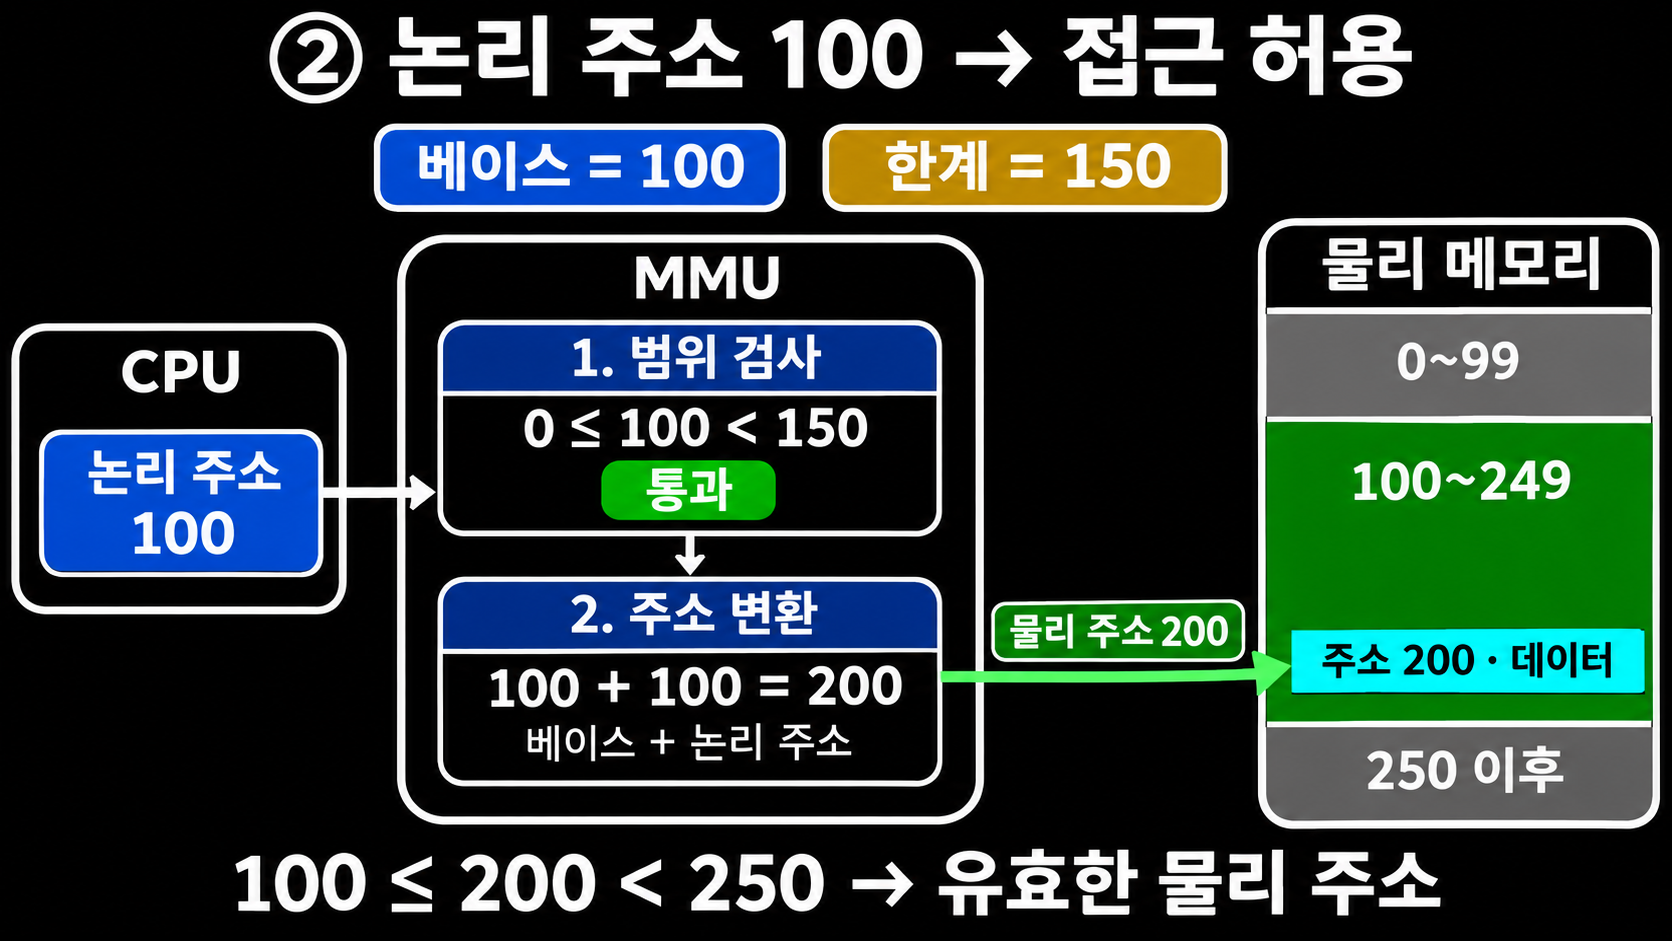 ② 논리 주소 100 → 접근 허용
베이스 = 100
한계 = 150
CPU
논리 주소
100
MMU
1. 범위 검사
0 ≤ 100 < 150
통과
2. 주소 변환
100 + 100 = 200
베이스 + 논리 주소
물리 주소 200
물리 메모리
0~99
100~249
주소 200 · 데이터
250 이후
100 ≤ 200 < 250 → 유효한 물리 주소